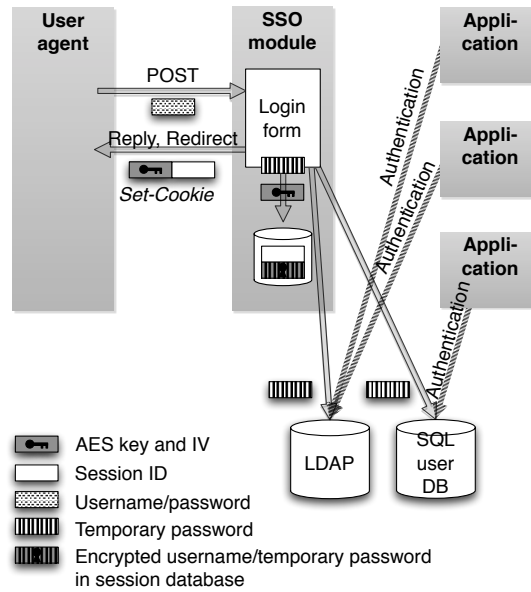 User
agent
SSO
module
Appli-
cation
POST
Login
form
Reply, Redirect
Set-Cookie
Authentication
Appli-
cation
Authentication
Appli-
cation
Authentication
LDAP
SQL
user
DB
AES key and IV
Session ID
Username/password
Temporary password
Encrypted username/temporary password
in session database